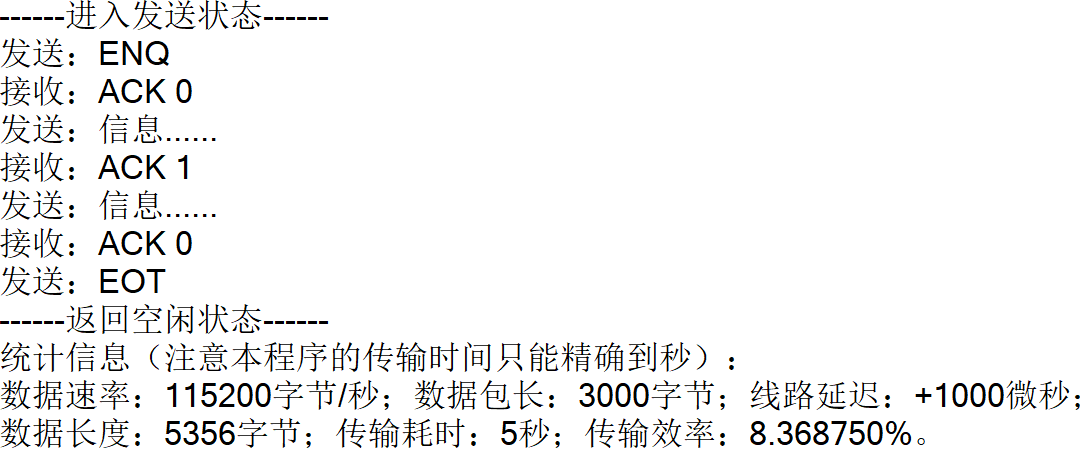 ------进入发送状态------
发送：ENQ
接收：ACK 0
发送：信息......
接收：ACK 1
发送：信息......
接收：ACK 0
发送：EOT
------返回空闲状态------
统计信息（注意本程序的传输时间只能精确到秒）：
数据速率：115200字节/秒；数据包长：3000字节；线路延迟：+1000微秒；
数据长度：5356字节；传输耗时：5秒；传输效率：8.368750%。